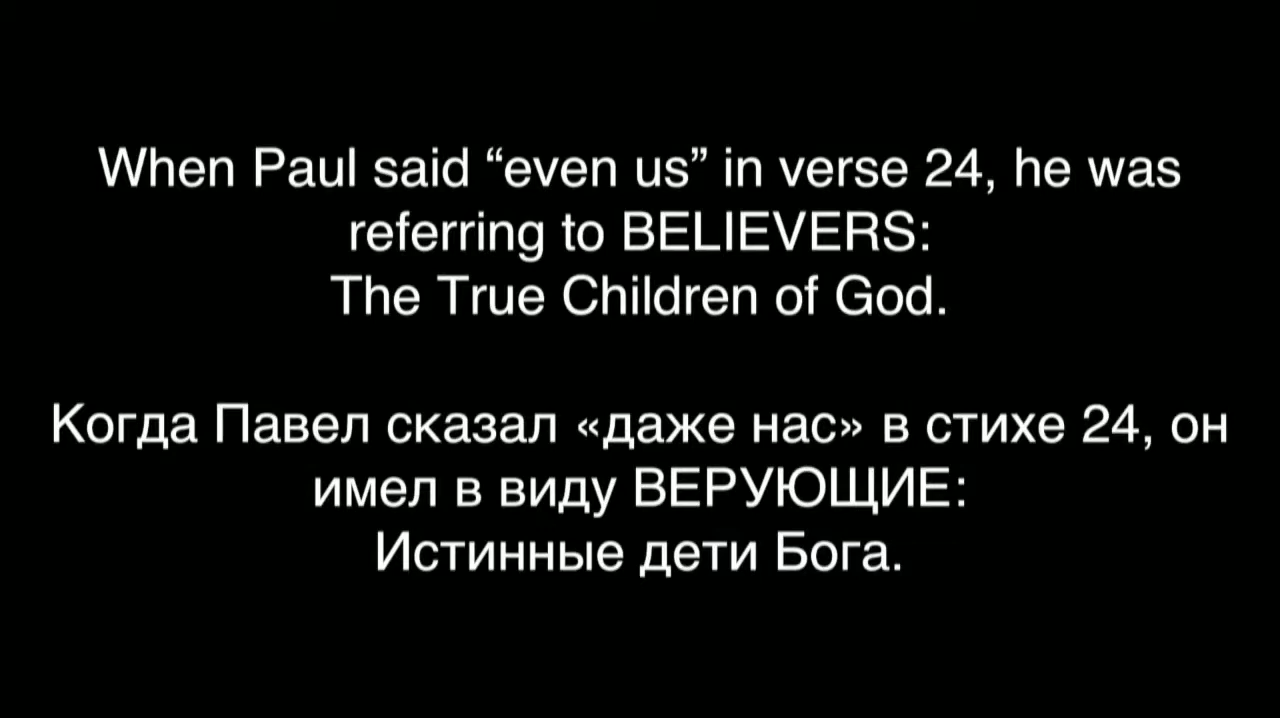 When Paul said “even us” in verse 24, he was
referring to BELIEVERS:
The True Children of God.
Когда Павел сказал «даже нас» в стихе 24, он
имел в виду ВЕРУЮЩИЕ:
Истинные дети Бога.